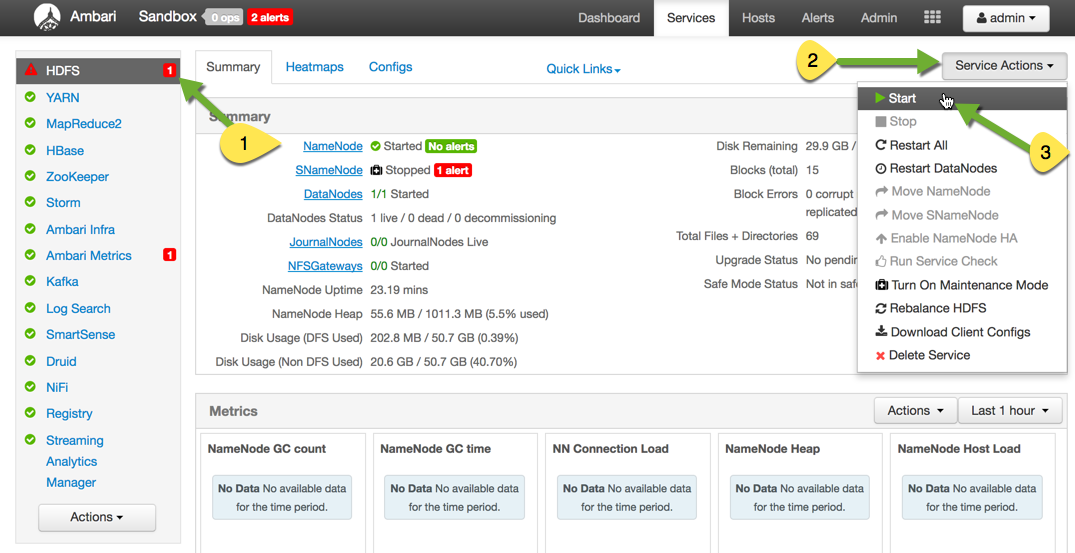 Ambari Sandbox 0 ops 2 alerts Dashboard Services Hosts Alerts Admin admin
HDFS 1
YARN
MapReduce2
HBase
ZooKeeper
Storm
Ambari Infra
Ambari Metrics 1
Kafka
Log Search
SmartSense
Druid
NiFi
Registry
Streaming
Analytics
Manager
Actions
1
Summary Heatmaps Configs Quick Links
2
Service Actions
Start
Stop
Restart All
Restart DataNodes
Move NameNode
Move SNameNode
Enable NameNode HA
Run Service Check
Turn On Maintenance Mode
Rebalance HDFS
Download Client Configs
Delete Service
3
Summary
NameNode Started No alerts
SNameNode Stopped 1 alert
DataNodes 1/1 Started
DataNodes Status 1 live / 0 dead / 0 decommissioning
JournalNodes 0/0 JournalNodes Live
NFSGateways 0/0 Started
NameNode Uptime 23.19 mins
NameNode Heap 55.6 MB / 1011.3 MB (5.5% used)
Disk Usage (DFS Used) 202.8 MB / 50.7 GB (0.39%)
Disk Usage (Non DFS Used) 20.6 GB / 50.7 GB (40.70%)
Disk Remaining 29.9 GB /
Blocks (total) 15
Block Errors 0 corrupt
replicated
Total Files + Directories 69
Upgrade Status No pendin
Safe Mode Status Not in safe
Metrics Actions Last 1 hour
NameNode GC count
No Data No available data
for the time period.
NameNode GC time
No Data No available data
for the time period.
NN Connection Load
No Data No available data
for the time period.
NameNode Heap
No Data No available data
for the time period.
NameNode Host Load
No Data No available data
for the time period.